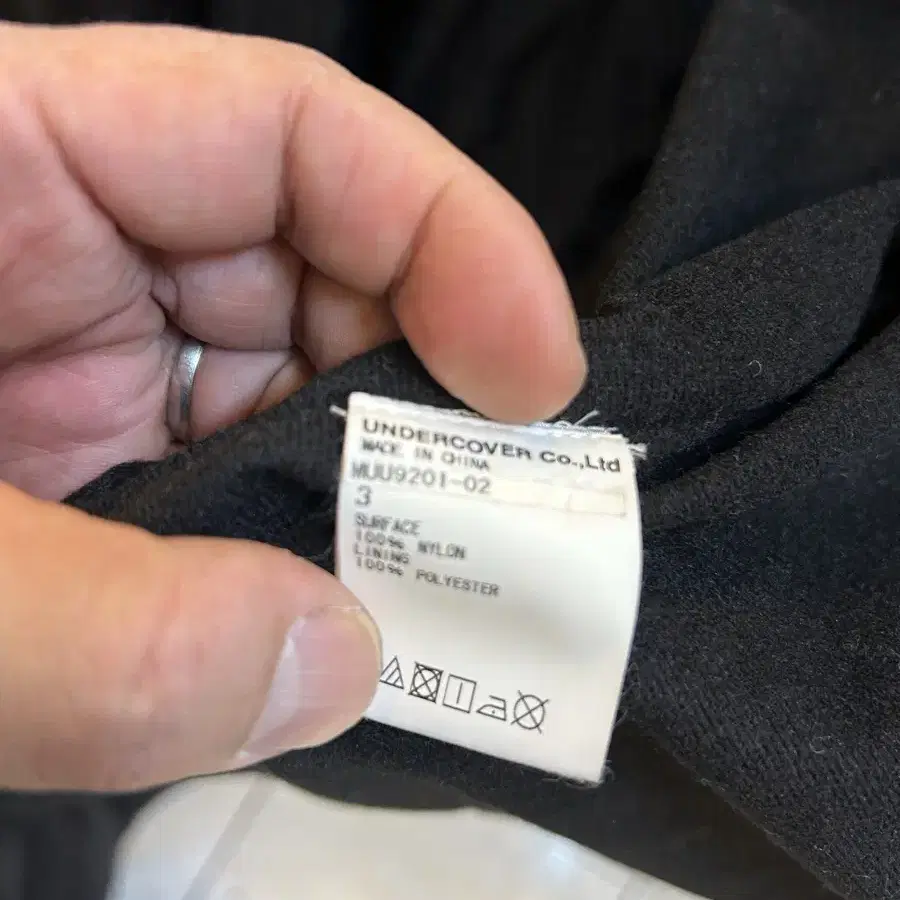 UNDERCOVER Co.,Ltd
MADE IN CHINA
MUU9201-02
3
SURFACE
100% NYLON
LINING
100% POLYESTER